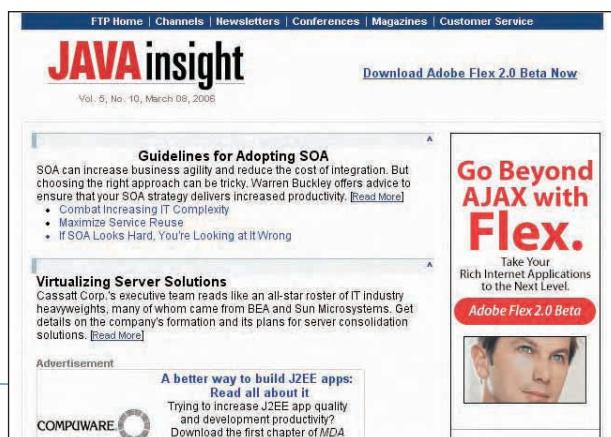 FTP Home | Channels | Newsletters | Conferences | Magazines | Customer Service
JAVA insight
Download Adobe Flex 2.0 Beta Now
Vol. 5, No. 10, March 08, 2006
Guidelines for Adopting SOA
SOA can increase business agility and reduce the cost of integration. But
choosing the right approach can be tricky. Warren Buckley offers advice to
ensure that your SOA strategy delivers increased productivity. [Read More]
• Combat Increasing IT Complexity
• Maximize Service Reuse
• If SOA Looks Hard, You're Looking at It Wrong
Virtualizing Server Solutions
Cassatt Corp.'s executive team reads like an all-star roster of IT industry
heavyweights, many of whom came from BEA and Sun Microsystems. Get
details on the company's formation and its plans for server consolidation
solutions. [Read More]
Advertisement
A better way to build J2EE apps:
Read all about it
Trying to increase J2EE app quality
and development productivity?
Download the first chapter of MDA
COMPUWARE.
Go Beyond
AJAX with
Flex.
Take Your
Rich Internet Applications
to the Next Level.
Adobe Flex 2.0 Beta